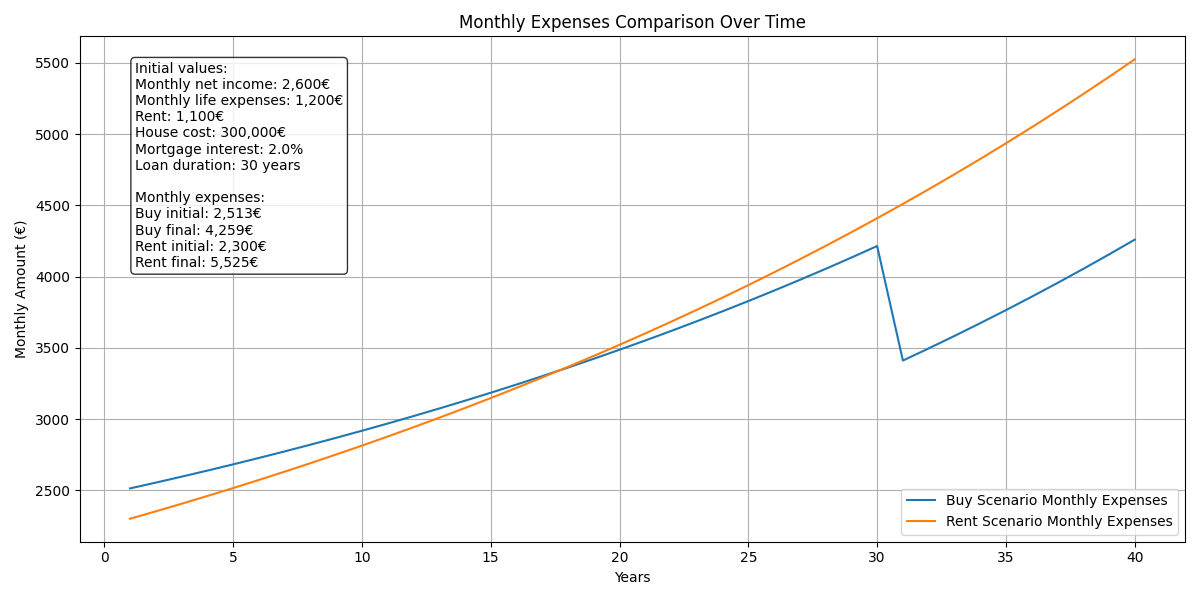 Monthly Expenses Comparison Over Time
Monthly Amount (€)
5500
5000
4500
4000
3500
3000
2500
Initial values:
Monthly net income: 2,600€
Monthly life expenses: 1,200€
Rent: 1,100€
House cost: 300,000€
Mortgage interest: 2.0%
Loan duration: 30 years
Monthly expenses:
Buy initial: 2,513€
Buy final: 4,259€
Rent initial: 2,300€
Rent final: 5,525€
Buy Scenario Monthly Expenses
Rent Scenario Monthly Expenses
0 5 10 15 20 25 30 35 40
Years